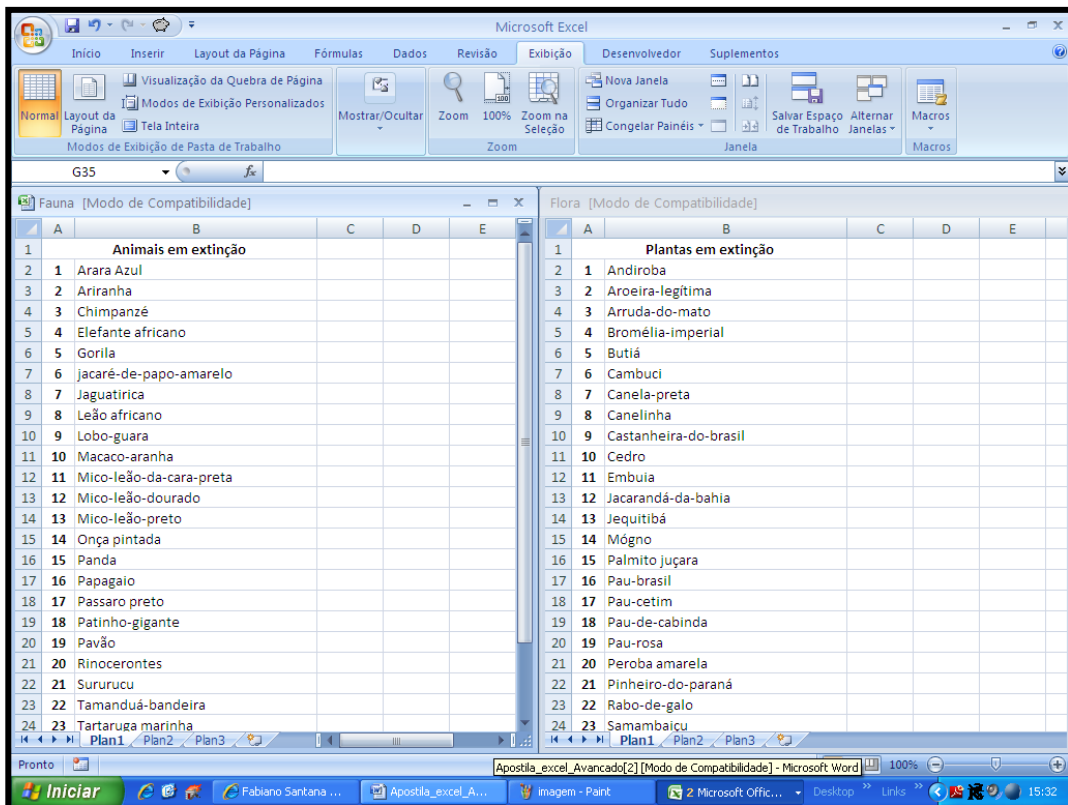 Microsoft Excel
Início Inserir Layout da Página Fórmulas Dados Revisão Exibição Desenvolvedor Suplementos
Normal
Layout da Página
Visualização da Quebra de Página
Modos de Exibição Personalizados
Tela Inteira
Modos de Exibição de Pasta de Trabalho
Mostrar/Ocultar
Zoom
100%
Zoom na Seleção
Zoom
Nova Janela
Organizar Tudo
Congelar Painéis
Salvar Espaço de Trabalho
Alternar Janelas
Janela
Macros
Macros
G35 fx
Fauna [Modo de Compatibilidade]
A B C D E
1 Animais em extinção
2 1 Arara Azul
3 2 Ariranha
4 3 Chimpanzé
5 4 Elefante africano
6 5 Gorila
7 6 jacaré-de-papo-amarelo
8 7 Jaguatirica
9 8 Leão africano
10 9 Lobo-guara
11 10 Macaco-aranha
12 11 Mico-leão-da-cara-preta
13 12 Mico-leão-dourado
14 13 Mico-leão-preto
15 14 Onça pintada
16 15 Panda
17 16 Papagaio
18 17 Passaro preto
19 18 Patinho-gigante
20 19 Pavão
21 20 Rinocerontes
22 21 Sururucu
23 22 Tamanduá-bandeira
24 23 Tartaruga marinha
Plan1 Plan2 Plan3
Flora [Modo de Compatibilidade]
A B C D E
1 Plantas em extinção
2 1 Andiroba
3 2 Aroeira-legítima
4 3 Arruda-do-mato
5 4 Bromélia-imperial
6 5 Butiá
7 6 Cambuci
8 7 Canela-preta
9 8 Canelinha
10 9 Castanheira-do-brasil
11 10 Cedro
12 11 Embuia
13 12 Jacarandá-da-bahia
14 13 Jequitibá
15 14 Mógno
16 15 Palmito juçara
17 16 Pau-brasil
18 17 Pau-cetim
19 18 Pau-de-cabinda
20 19 Pau-rosa
21 20 Peroba amarela
22 21 Pinheiro-do-paraná
23 22 Rabo-de-galo
24 23 Samambaiçu
Plan1 Plan2 Plan3
Pronto
Apostila_excel_Avancado[2] [Modo de Compatibilidade] - Microsoft Word
100%
Iniciar
Fabiano Santana ...
Apostila_excel_A...
imagem - Paint
2 Microsoft Offic...
Desktop
Links
15:32